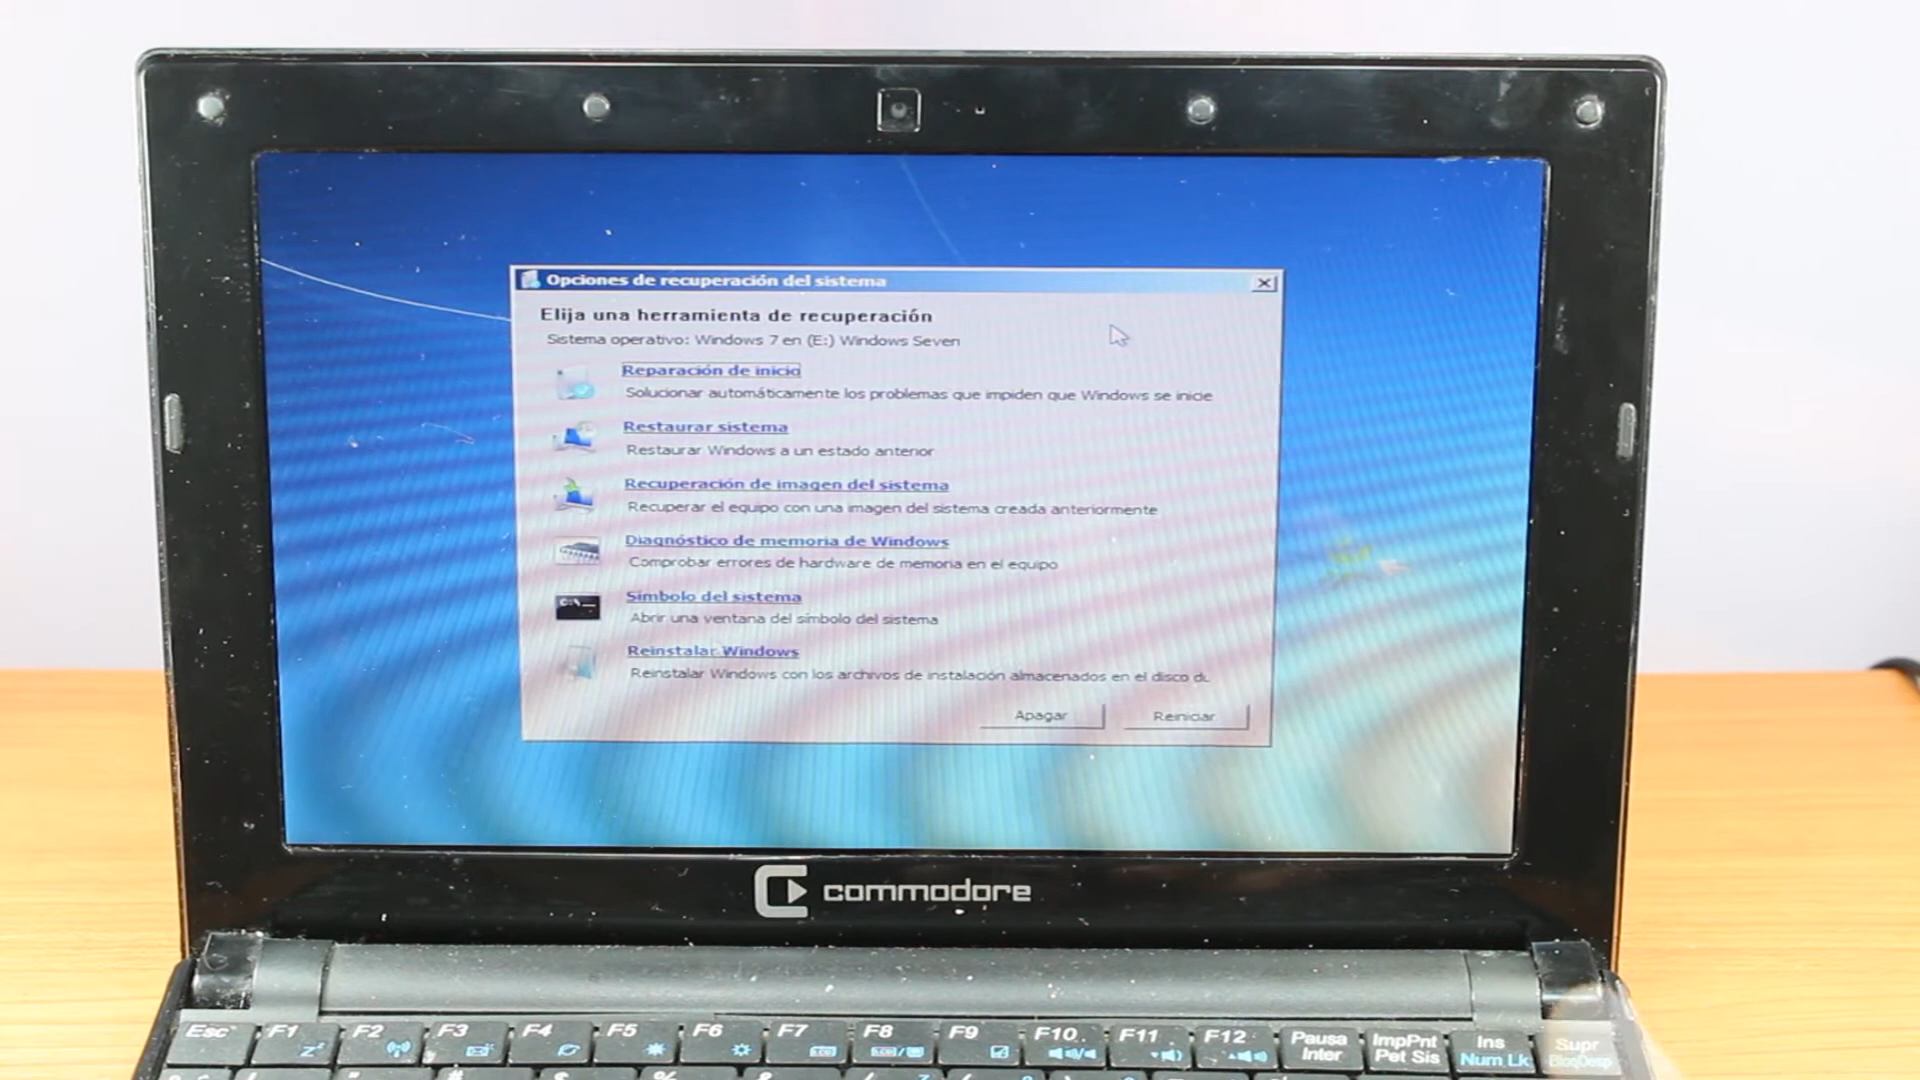 Opciones de recuperación del sistema
Elija una herramienta de recuperación
Sistema operativo: Windows 7 en (E:) Windows Seven
Reparación de inicio
Solucionar automáticamente los problemas que impiden que Windows se inicie
Restaurar sistema
Restaurar Windows a un estado anterior
Recuperación de imagen del sistema
Recuperar el equipo con una imagen del sistema creada anteriormente
Diagnóstico de memoria de Windows
Comprobar errores de hardware de memoria en el equipo
Símbolo del sistema
Abrir una ventana del símbolo del sistema
Reinstalar Windows
Reinstalar Windows con los archivos de instalación almacenados en el disco du
Apagar Reiniciar
commodore
Esc F1 F2 F3 F4 F5 F6 F7 F8 F9 F10 F11 F12 Pausa ImpPnt Ins Supr
Inter Pet Sis Num Lk BloqDesp